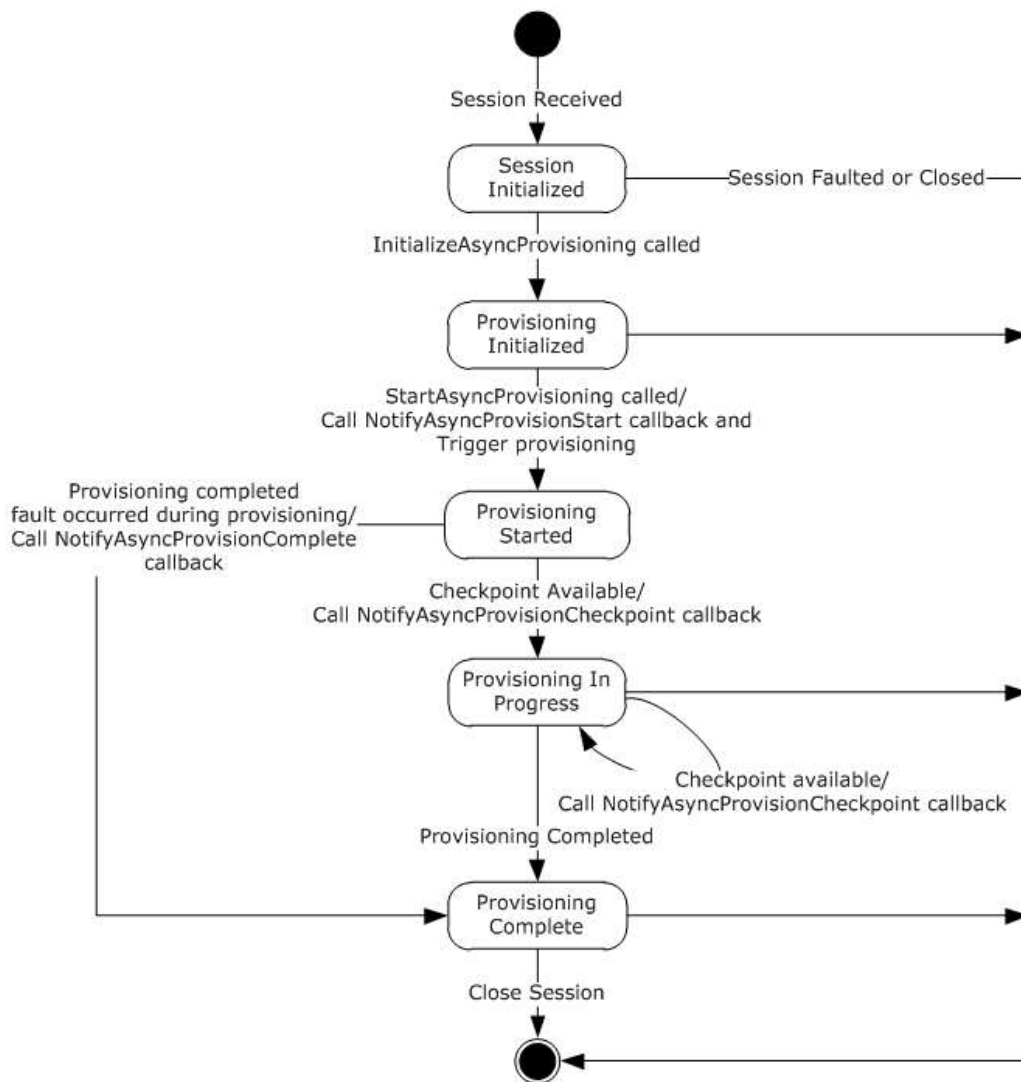 Session Received
Session
Initialized
Session Faulted or Closed
InitializeAsyncProvisioning called
Provisioning
Initialized
StartAsyncProvisioning called/
Call NotifyAsyncProvisionStart callback and
Trigger provisioning
Provisioning completed
fault occurred during provisioning/
Call NotifyAsyncProvisionComplete
callback
Provisioning
Started
Checkpoint Available/
Call NotifyAsyncProvisionCheckpoint callback
Provisioning In
Progress
Checkpoint available/
Call NotifyAsyncProvisionCheckpoint callback
Provisioning Completed
Provisioning
Complete
Close Session